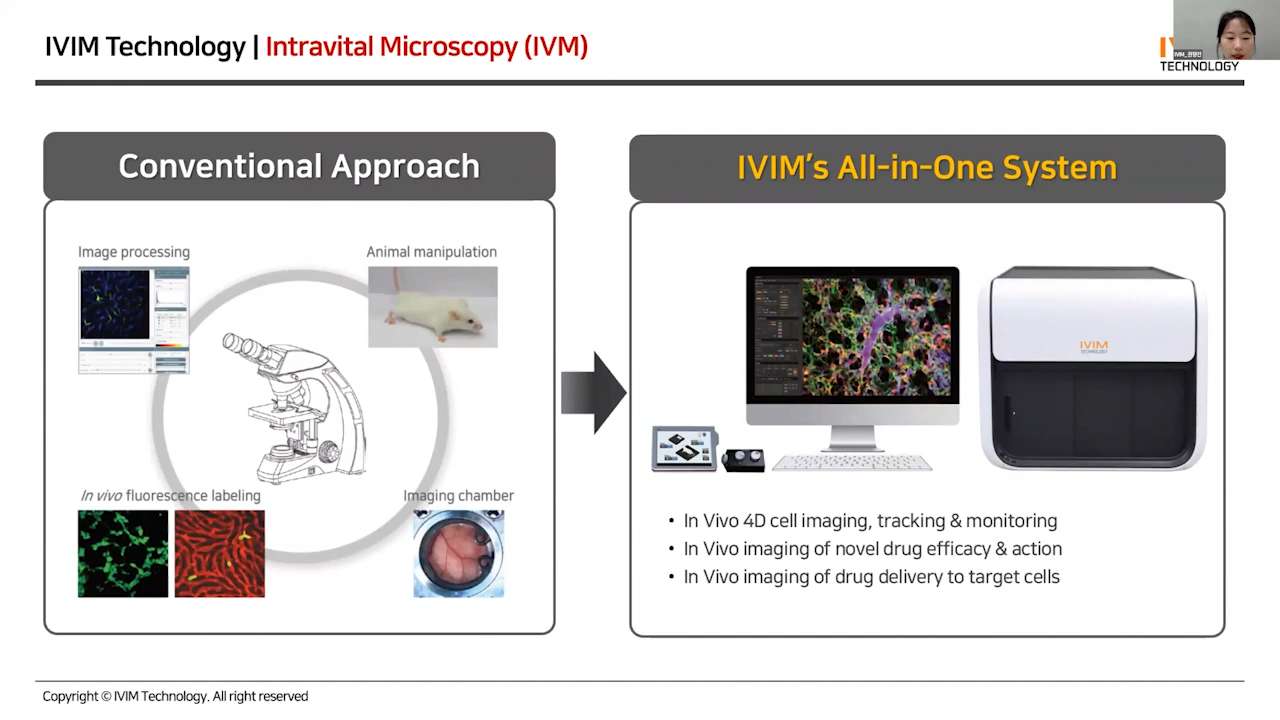 IVIM Technology | Intravital Microscopy (IVM)
TECHNOLOGY
Conventional Approach
IVIM's All-in-One System
Image processing
Animal manipulation
In vivo fluorescence labeling
Imaging chamber
IVIM
TECHNOLOGY
• In Vivo 4D cell imaging, tracking & monitoring
• In Vivo imaging of novel drug efficacy & action
• In Vivo imaging of drug delivery to target cells
Copyright © IVIM Technology. All right reserved